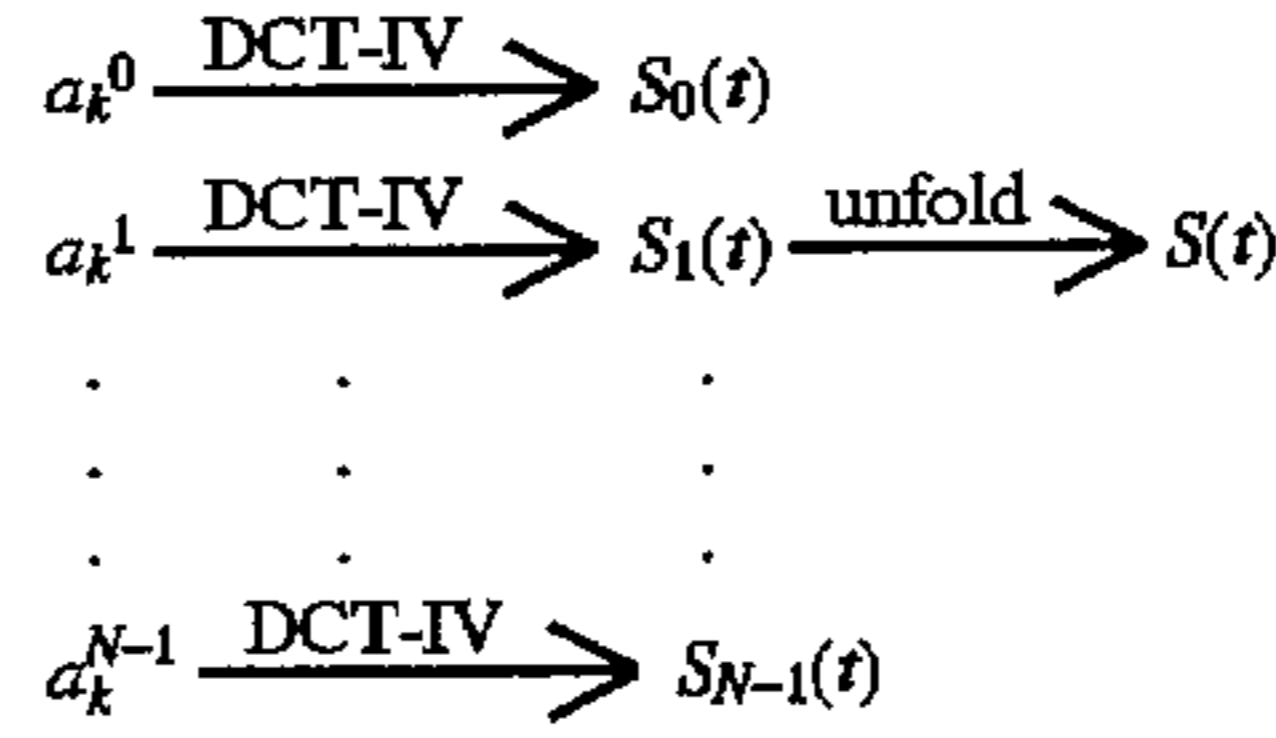 a_k^0 DCT-IV S_0(t)
a_k^1 DCT-IV S_1(t) unfold S(t)
. . .
. . .
. . .
a_k^{N-1} DCT-IV S_{N-1}(t)